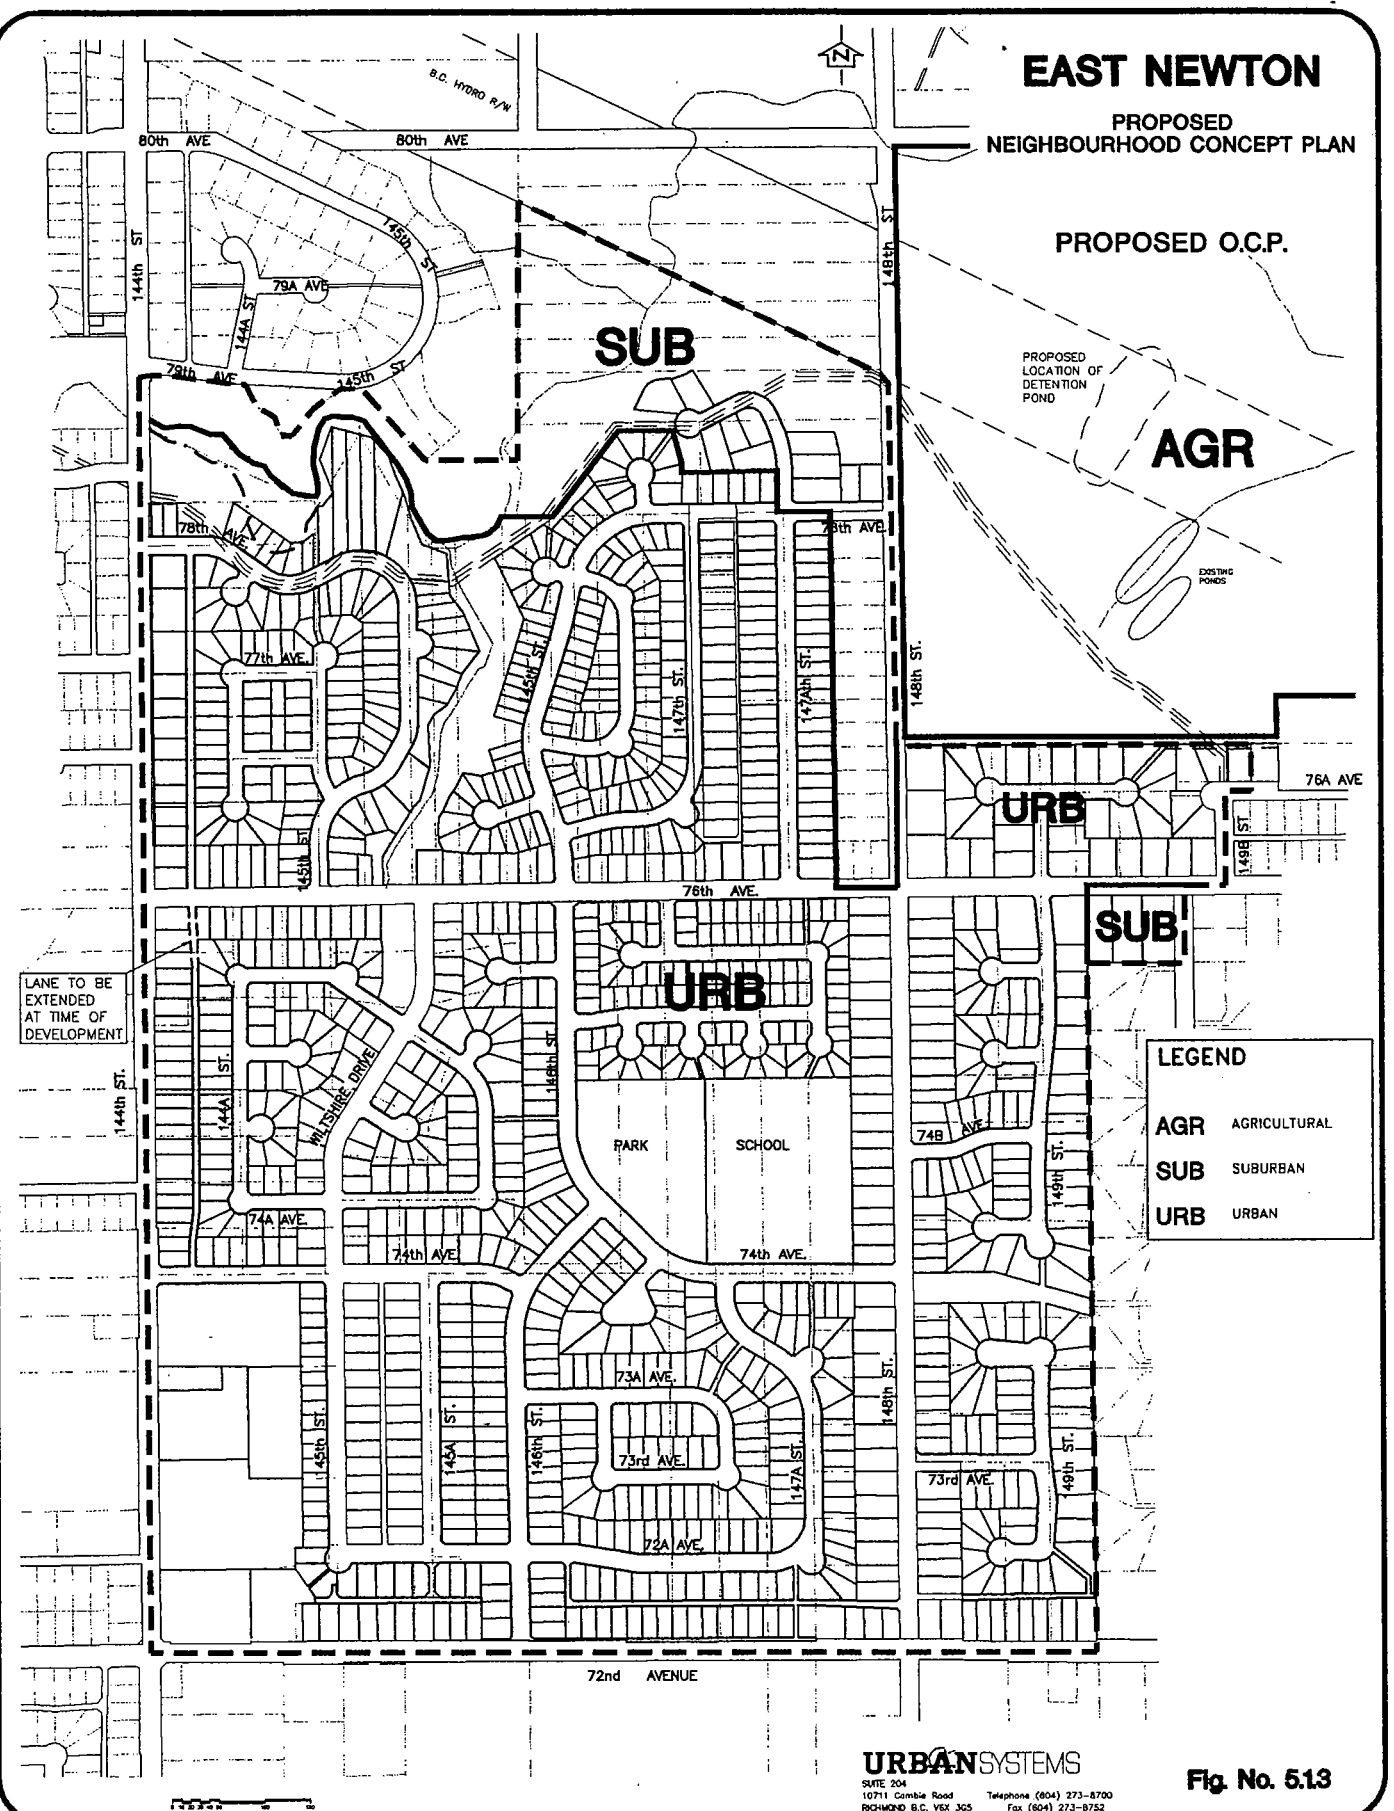 EAST NEWTON
PROPOSED
NEIGHBOURHOOD CONCEPT PLAN
PROPOSED O.C.P.
N
B.C. HYDRO R/W
80th AVE
80th AVE
144th ST
145th ST
148th ST
79A AVE
144A ST
79th AVE
145th ST
SUB
PROPOSED
LOCATION OF
DETENTION
POND
AGR
EXISTING
PONDS
78th AVE.
78th AVE.
77th AVE.
145th ST.
147th ST.
147Ath ST.
148th ST.
76A AVE
URB
149B ST
145th ST
76th AVE.
SUB
URB
LANE TO BE
EXTENDED
AT TIME OF
DEVELOPMENT
144th ST.
144A ST.
WILTSHIRE DRIVE
146th ST
PARK
SCHOOL
74B AVE
149th ST.
LEGEND
AGR AGRICULTURAL
SUB SUBURBAN
URB URBAN
74A AVE.
74th AVE.
74th AVE.
73A AVE.
145th ST.
145A ST.
146th ST.
73rd AVE.
147A ST.
148th ST.
73rd AVE.
149th ST.
72A AVE.
72nd AVENUE
URBANSYSTEMS
SUITE 204
10711 Cambie Road Telephone (604) 273-8700
RICHMOND B.C. V6X 3G5 Fax (604) 273-8752
Fig. No. 5.1.3